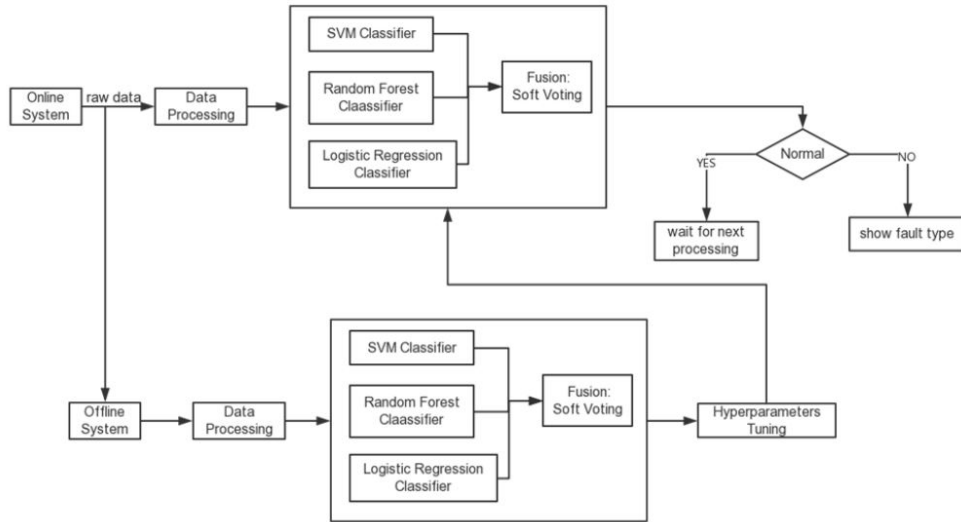 SVM Classifier
Random Forest
Claassifier
Logistic Regression
Classifier
Fusion:
Soft Voting
Online
System
raw data
Data
Processing
Normal
YES
NO
wait for next
processing
show fault type
SVM Classifier
Random Forest
Claassifier
Logistic Regression
Classifier
Fusion:
Soft Voting
Offline
System
Data
Processing
Hyperparameters
Tuning